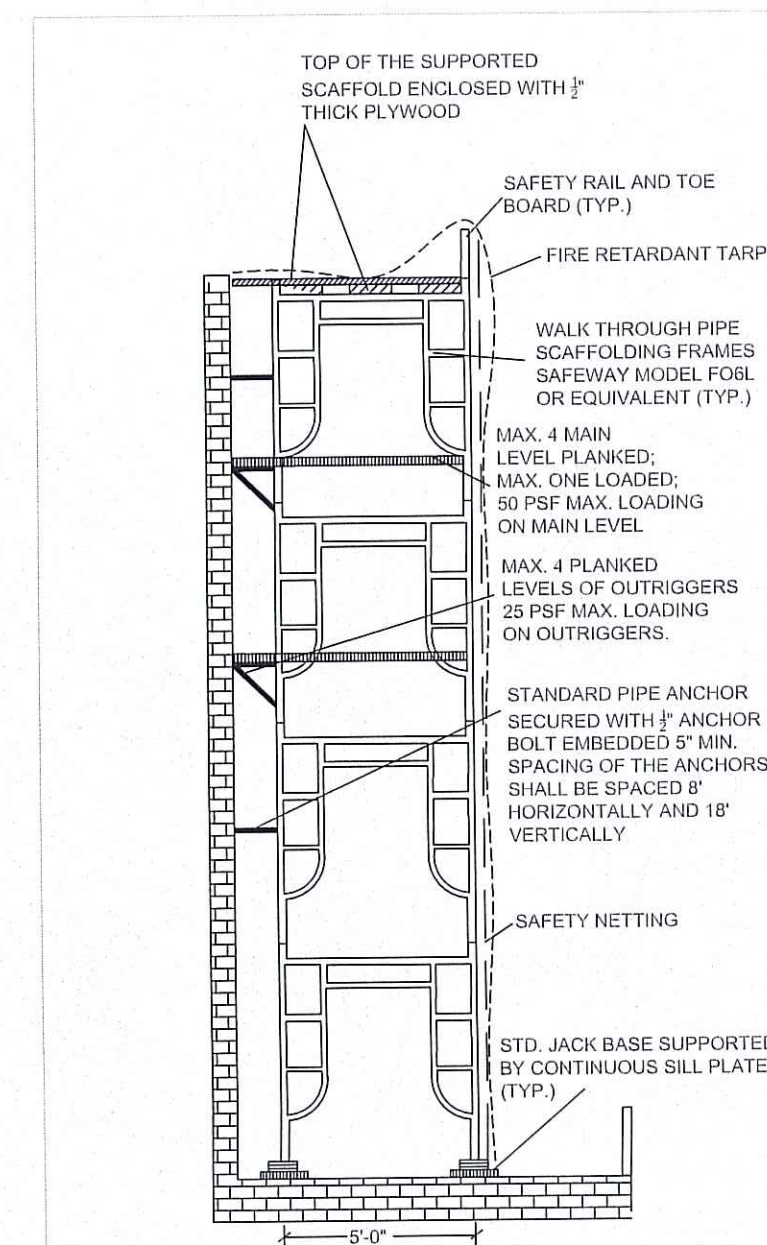 TOP OF THE SUPPORTED
SCAFFOLD ENCLOSED WITH ½"
THICK PLYWOOD
SAFETY RAIL AND TOE
BOARD (TYP.)
FIRE RETARDANT TARP
WALK THROUGH PIPE
SCAFFOLDING FRAMES
SAFEWAY MODEL FO6L
OR EQUIVALENT (TYP.)
MAX. 4 MAIN
LEVEL PLANKED;
MAX. ONE LOADED;
50 PSF MAX. LOADING
ON MAIN LEVEL
MAX. 4 PLANKED
LEVELS OF OUTRIGGERS
25 PSF MAX. LOADING
ON OUTRIGGERS.
STANDARD PIPE ANCHOR
SECURED WITH ½" ANCHOR
BOLT EMBEDDED 5" MIN.
SPACING OF THE ANCHORS
SHALL BE SPACED 8'
HORIZONTALLY AND 18'
VERTICALLY
SAFETY NETTING
STD. JACK BASE SUPPORTED
BY CONTINUOUS SILL PLATE
(TYP.)
5'-0"